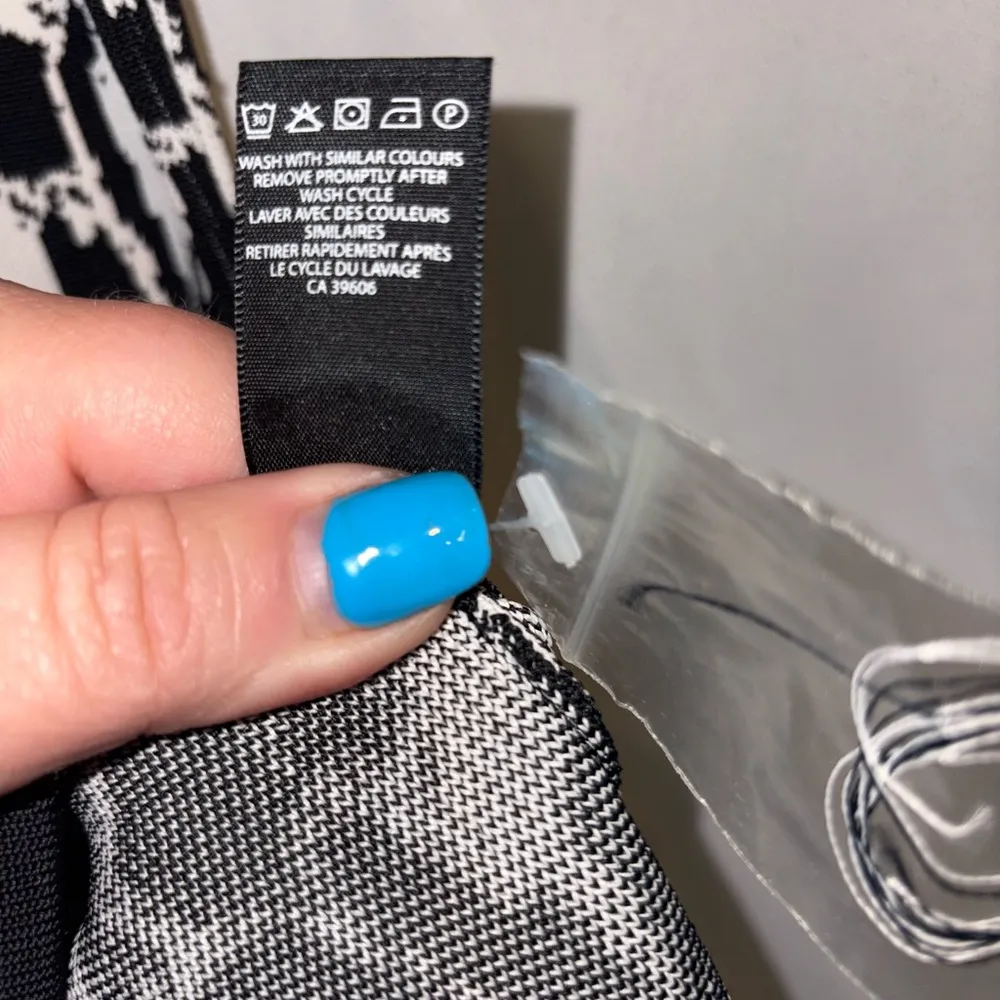 30 P
WASH WITH SIMILAR COLOURS
REMOVE PROMPTLY AFTER
WASH CYCLE
LAVER AVEC DES COULEURS
SIMILAIRES
RETIRER RAPIDEMENT APRÈS
LE CYCLE DU LAVAGE
CA 39606